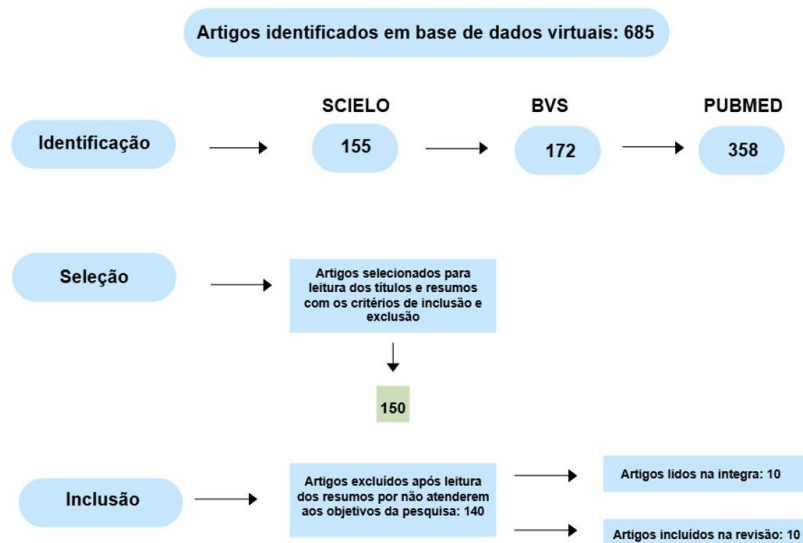 Artigos identificados em base de dados virtuais: 685
SCIELO
BVS
PUBMED
Identificação
155
172
358
Seleção
Artigos selecionados para
leitura dos títulos e resumos
com os critérios de inclusão e
exclusão
150
Inclusão
Artigos excluídos após leitura
dos resumos por não atenderem
aos objetivos da pesquisa: 140
Artigos lidos na integra: 10
Artigos incluídos na revisão: 10